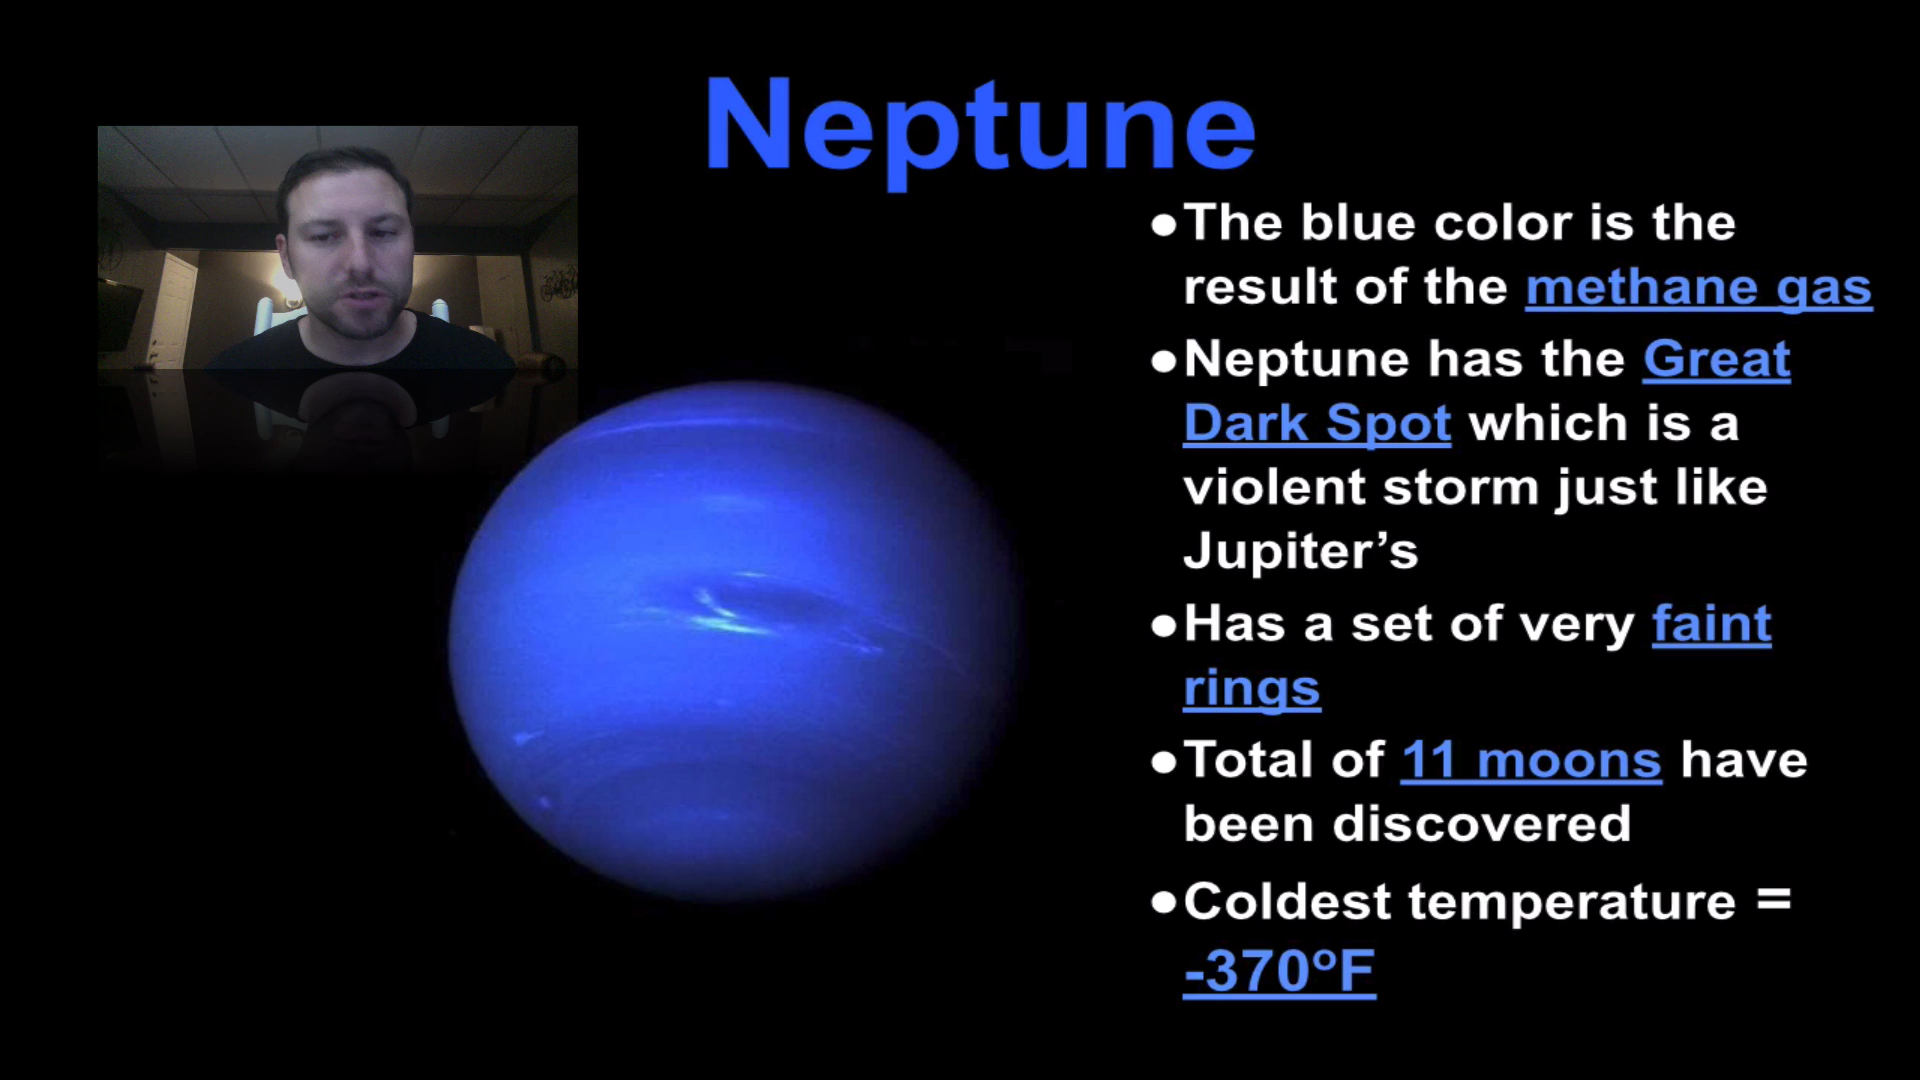 Neptune
●The blue color is the
result of the methane gas
●Neptune has the Great
Dark Spot which is a
violent storm just like
Jupiter’s
●Has a set of very faint
rings
●Total of 11 moons have
been discovered
●Coldest temperature =
-370ºF